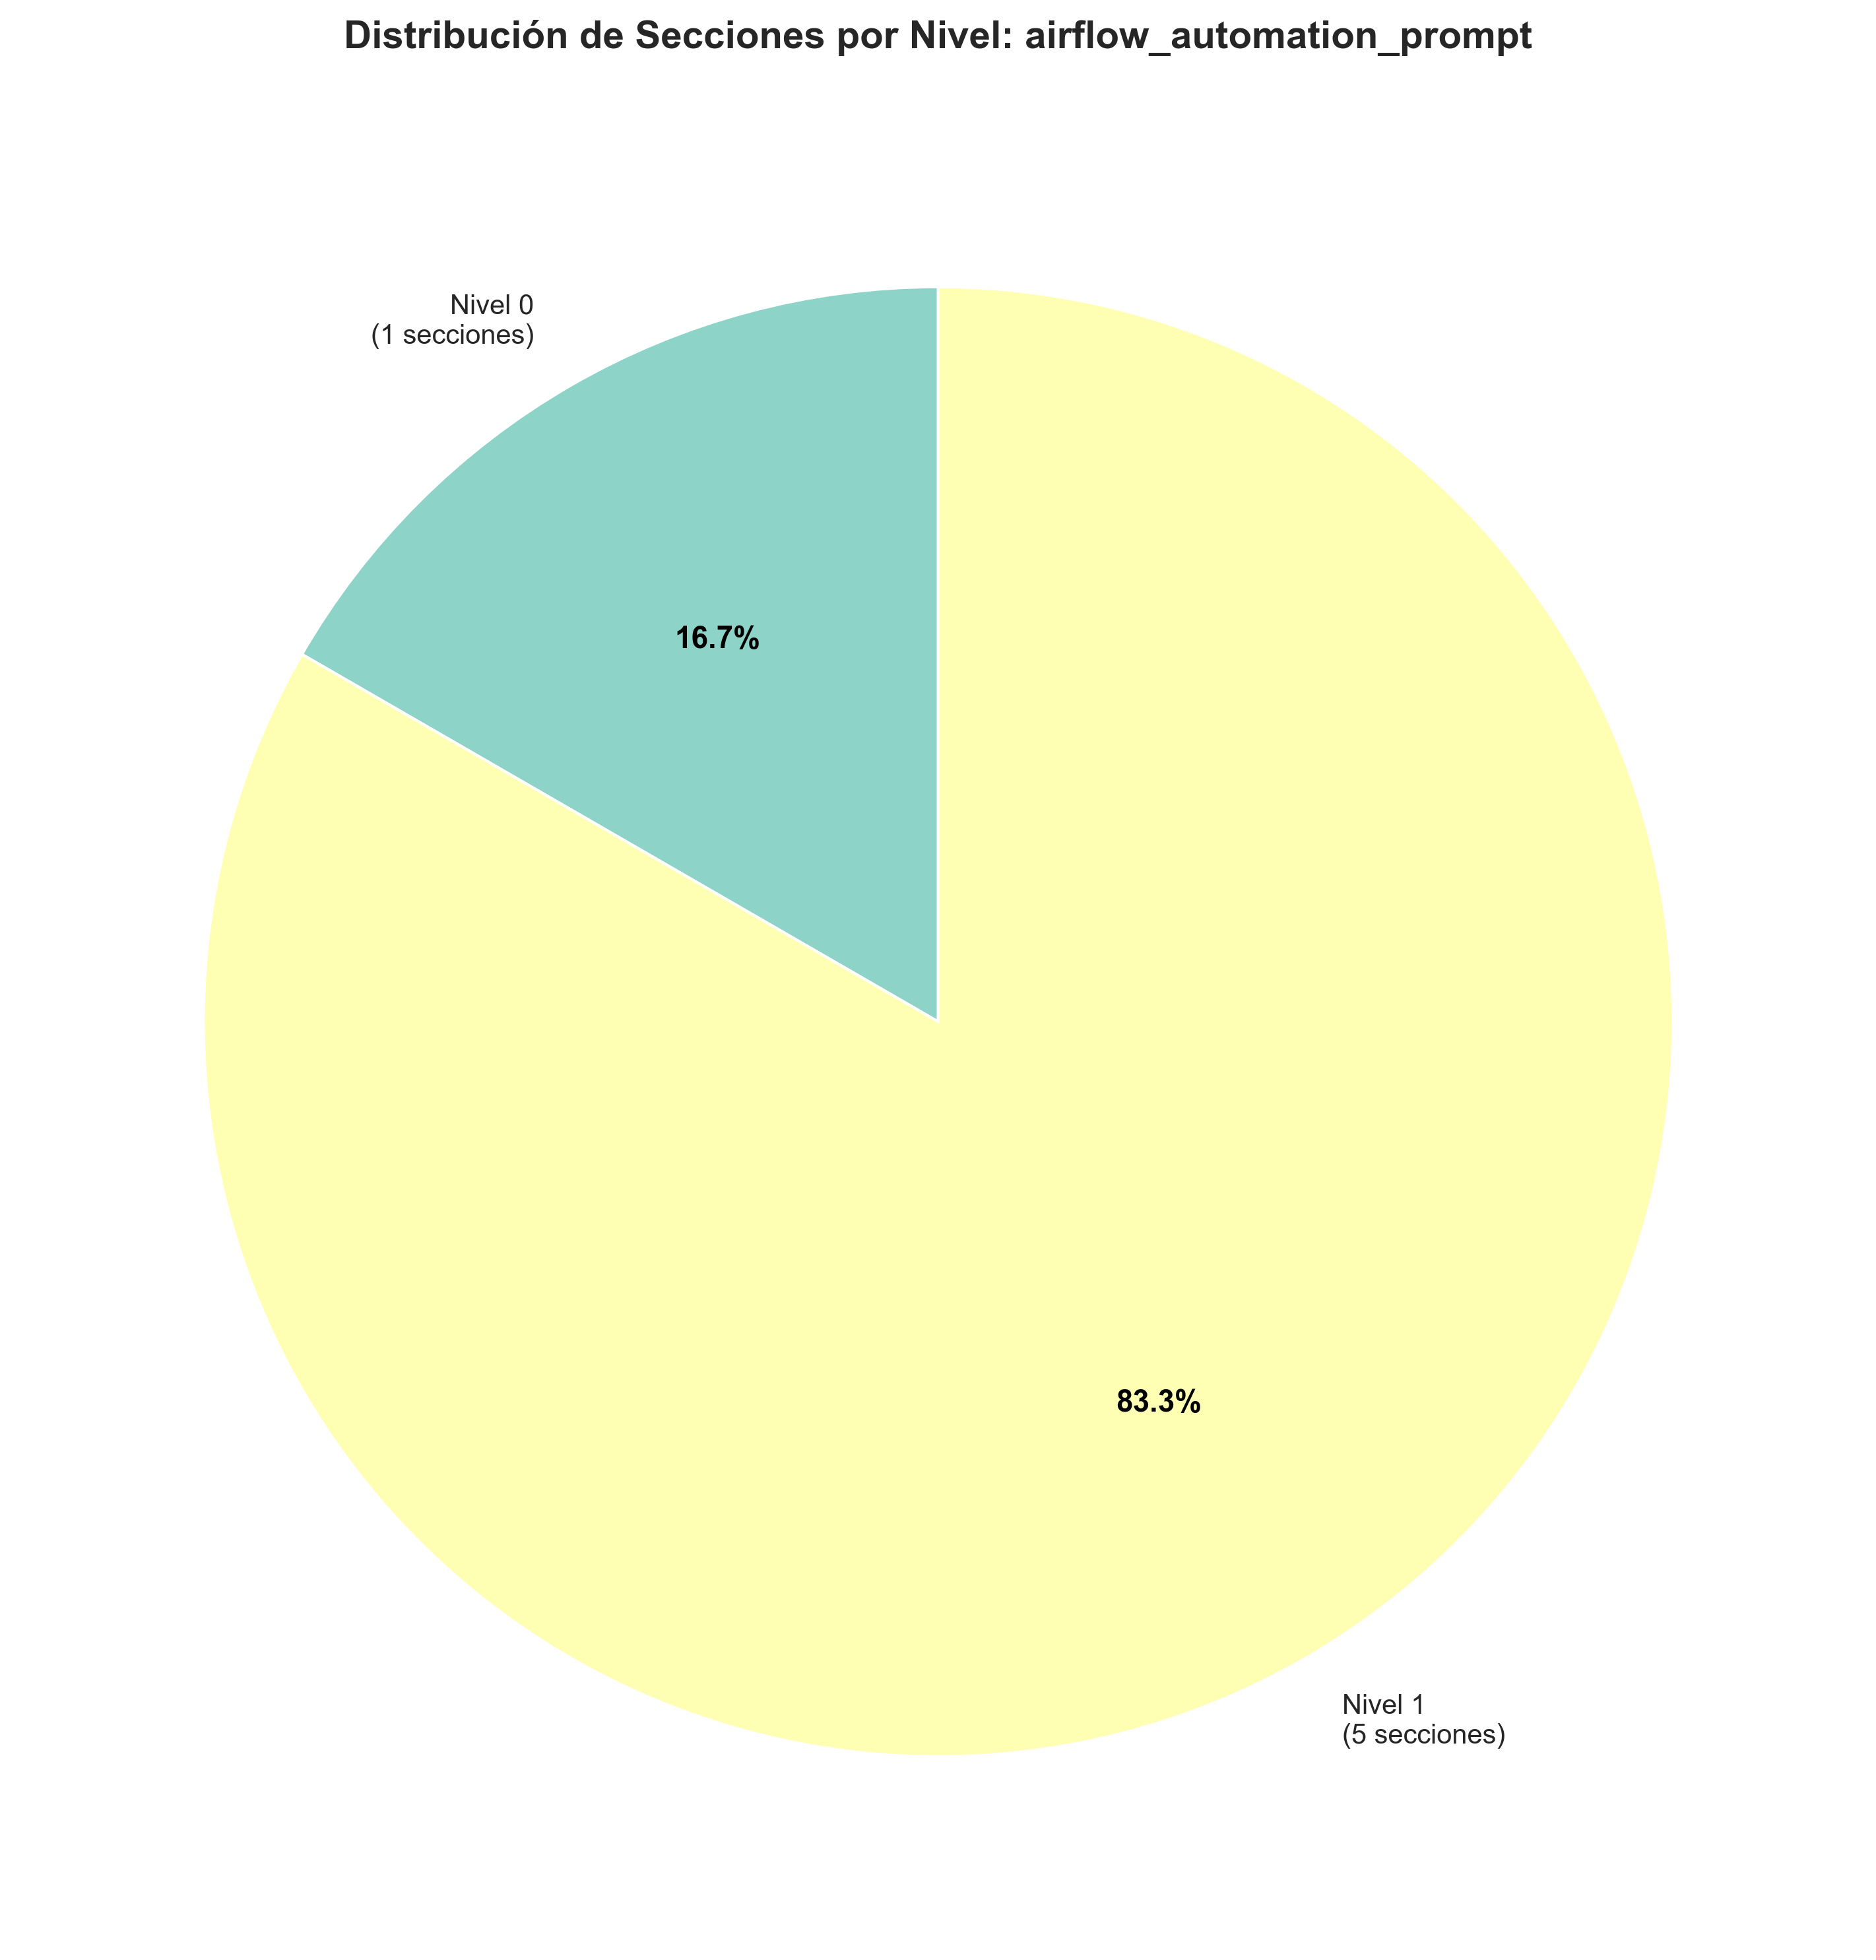 Distribución de Secciones por Nivel: airflow_automation_prompt
Nivel 0
(1 secciones)
16.7%
83.3%
Nivel 1
(5 secciones)